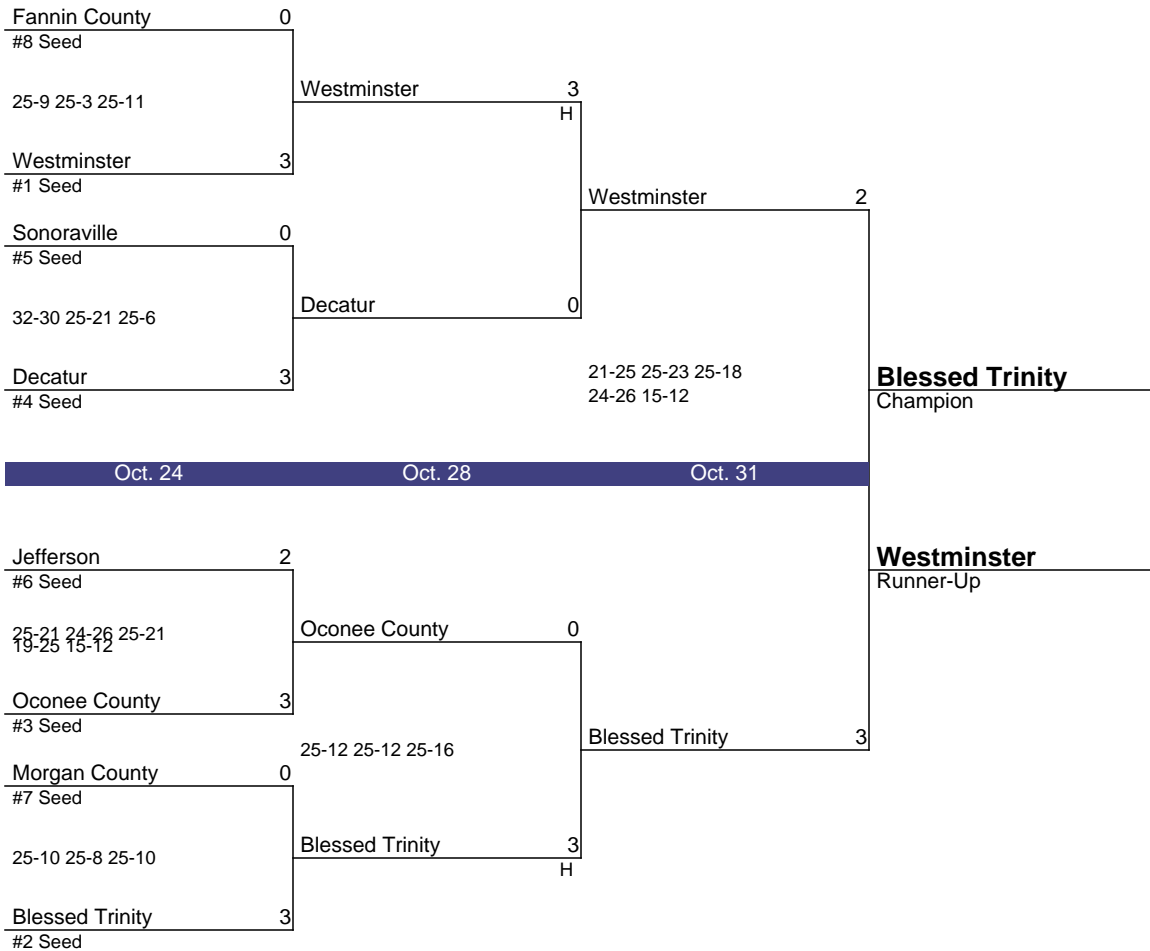 Fannin County 0
#8 Seed
25-9 25-3 25-11
Westminster 3
H
Westminster 3
#1 Seed
Westminster 2
Sonoraville 0
#5 Seed
32-30 25-21 25-6
Decatur 0
Decatur 3
#4 Seed
21-25 25-23 25-18
24-26 15-12
Blessed Trinity
Champion
Oct. 24 Oct. 28 Oct. 31
Jefferson 2
#6 Seed
Westminster
Runner-Up
25-21 24-26 25-21
19-25 15-12
Oconee County 0
Oconee County 3
#3 Seed
25-12 25-12 25-16
Blessed Trinity 3
Morgan County 0
#7 Seed
25-10 25-8 25-10
Blessed Trinity 3
H
Blessed Trinity 3
#2 Seed